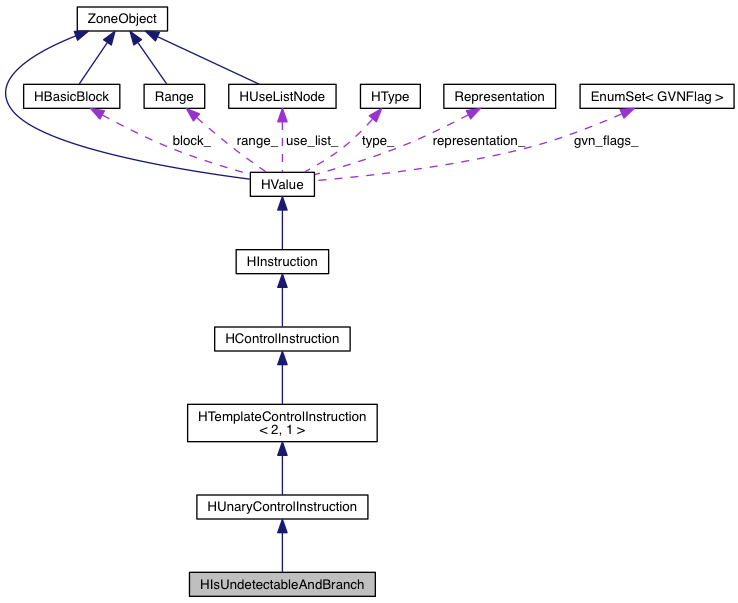 ZoneObject
HBasicBlock
Range
HUseListNode
HType
Representation
EnumSet< GVNFlag >
block_
range_
use_list_
type_
representation_
gvn_flags_
HValue
HInstruction
HControlInstruction
HTemplateControlInstruction
< 2, 1 >
HUnaryControlInstruction
HIsUndetectableAndBranch